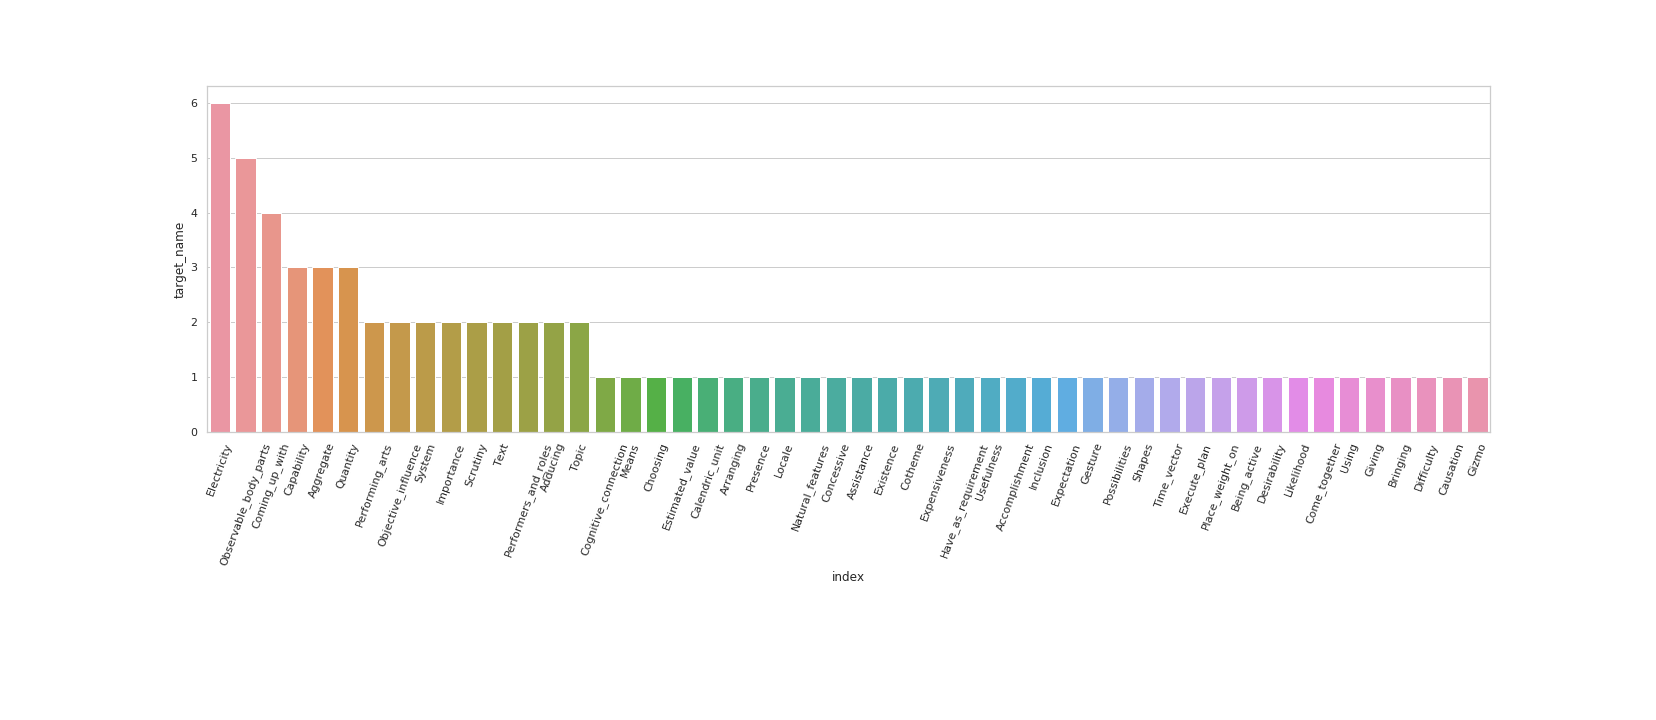 6
5
4
3
2
1
0
target_name
Electricity
Observable_body_parts
Coming_up_with
Capability
Aggregate
Quantity
Performing_arts
Objective_influence
System
Importance
Scrutiny
Text
Performers_and_roles
Adducing
Topic
Cognitive_connection
Means
Choosing
Estimated_value
Calendric_unit
Arranging
Presence
Locale
Natural_features
Concessive
Assistance
Existence
Cotheme
Expensiveness
Have_as_requirement
Usefulness
Accomplishment
Inclusion
Expectation
Gesture
Possibilities
Shapes
Time_vector
Execute_plan
Place_weight_on
Being_active
Desirability
Likelihood
Come_together
Using
Giving
Bringing
Difficulty
Causation
Gizmo
index